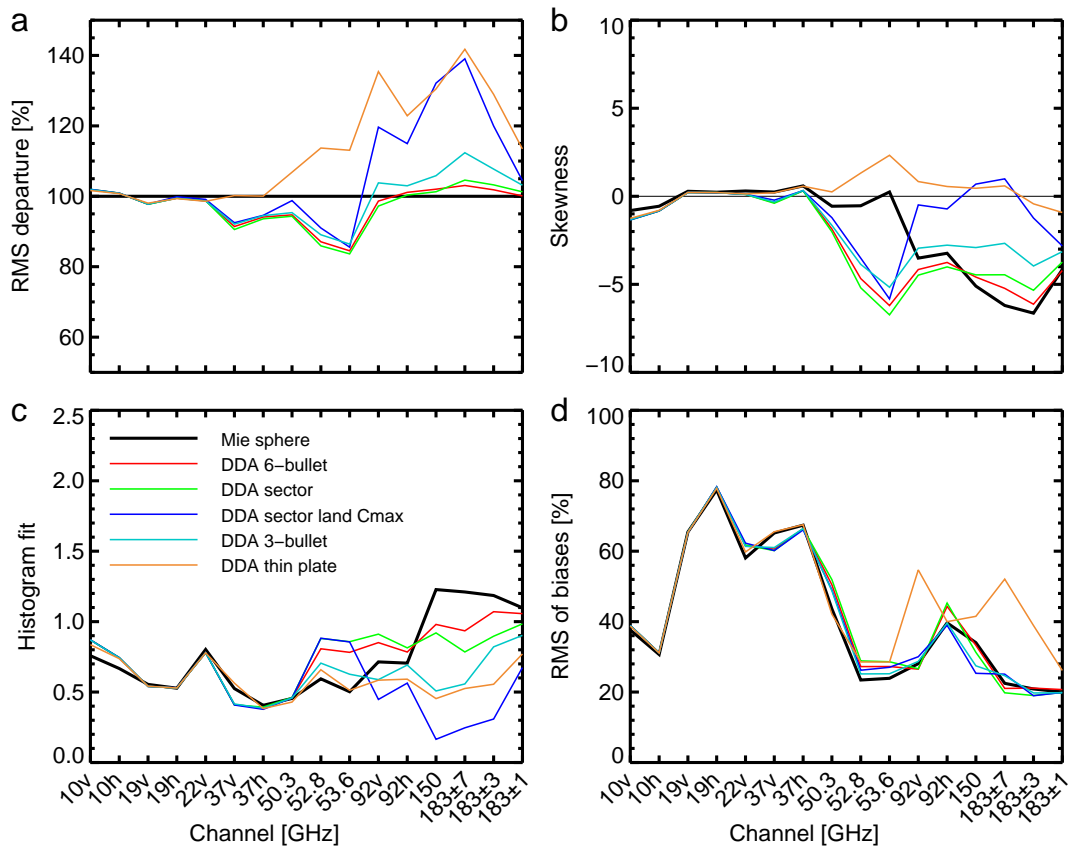 a
RMS departure [%]
140
120
100
80
60
b
Skewness
10
5
0
−5
−10
c
Histogram fit
2.5
2.0
1.5
1.0
0.5
0.0
Mie sphere
DDA 6−bullet
DDA sector
DDA sector land Cmax
DDA 3−bullet
DDA thin plate
10v
10h
19v
19h
22v
37v
37h
50.3
52.8
53.6
92v
92h
150
183±7
183±3
183±1
Channel [GHz]
d
RMS of biases [%]
100
80
60
40
20
0
10v
10h
19v
19h
22v
37v
37h
50.3
52.8
53.6
92v
92h
150
183±7
183±3
183±1
Channel [GHz]